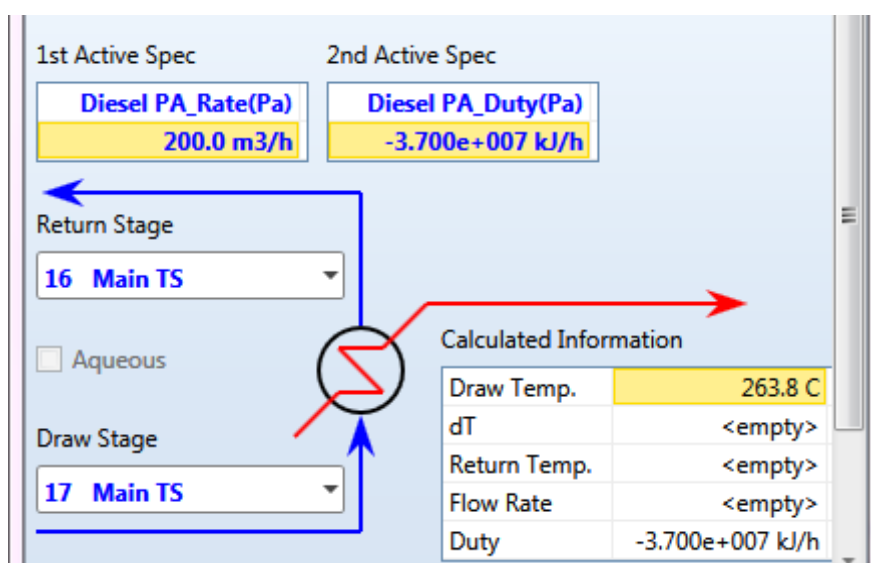 1st Active Spec
2nd Active Spec
Diesel PA_Rate(Pa)
200.0 m3/h
Diesel PA_Duty(Pa)
-3.700e+007 kJ/h
Return Stage
16 Main TS
Aqueous
Draw Stage
17 Main TS
Calculated Information
Draw Temp. 263.8 C
dT <empty>
Return Temp. <empty>
Flow Rate <empty>
Duty -3.700e+007 kJ/h